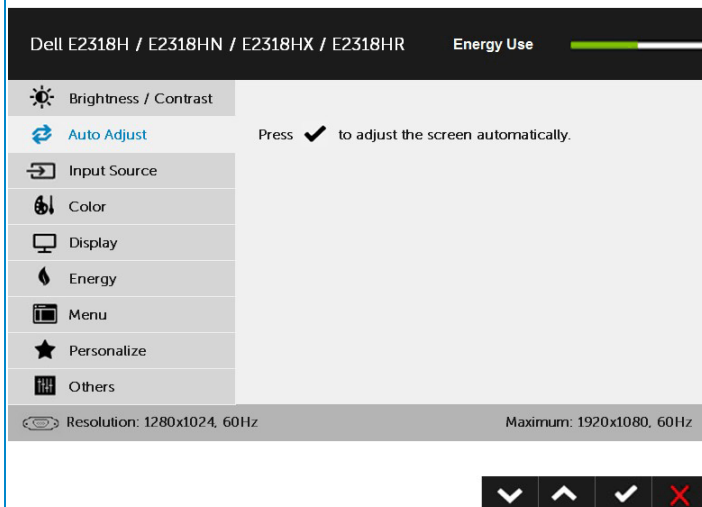 Dell E2318H / E2318HN / E2318HX / E2318HR Energy Use
Brightness / Contrast
Auto Adjust
Press ✔ to adjust the screen automatically.
Input Source
Color
Display
Energy
Menu
Personalize
Others
Resolution: 1280x1024, 60Hz Maximum: 1920x1080, 60Hz